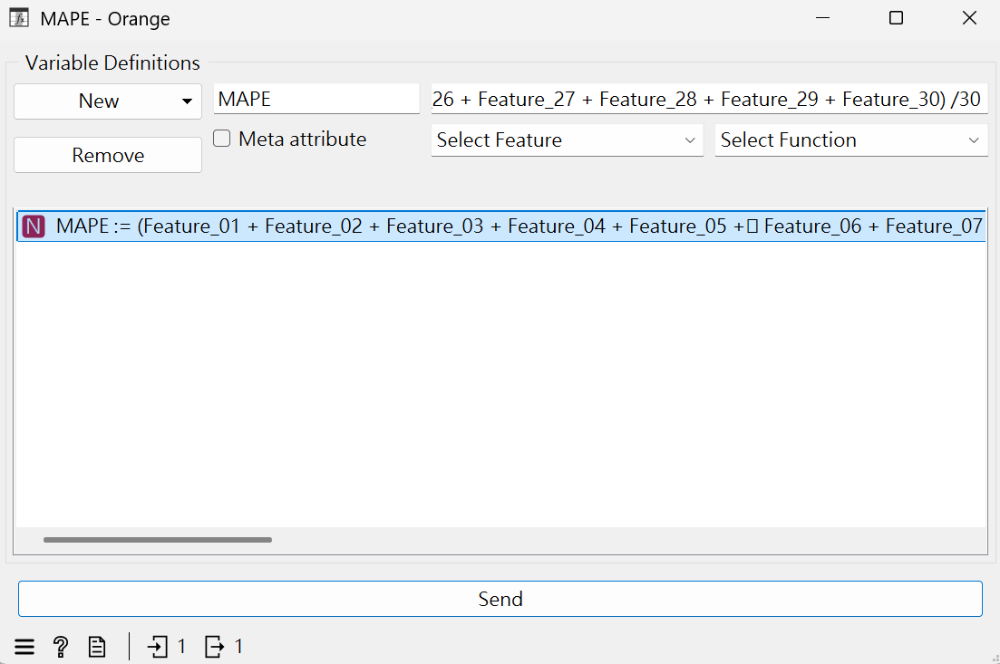 MAPE - Orange
Variable Definitions
New
MAPE
26 + Feature_27 + Feature_28 + Feature_29 + Feature_30) /30
Remove
Meta attribute
Select Feature
Select Function
N MAPE := (Feature_01 + Feature_02 + Feature_03 + Feature_04 + Feature_05 +▯ Feature_06 + Feature_07
Send
? 1 1